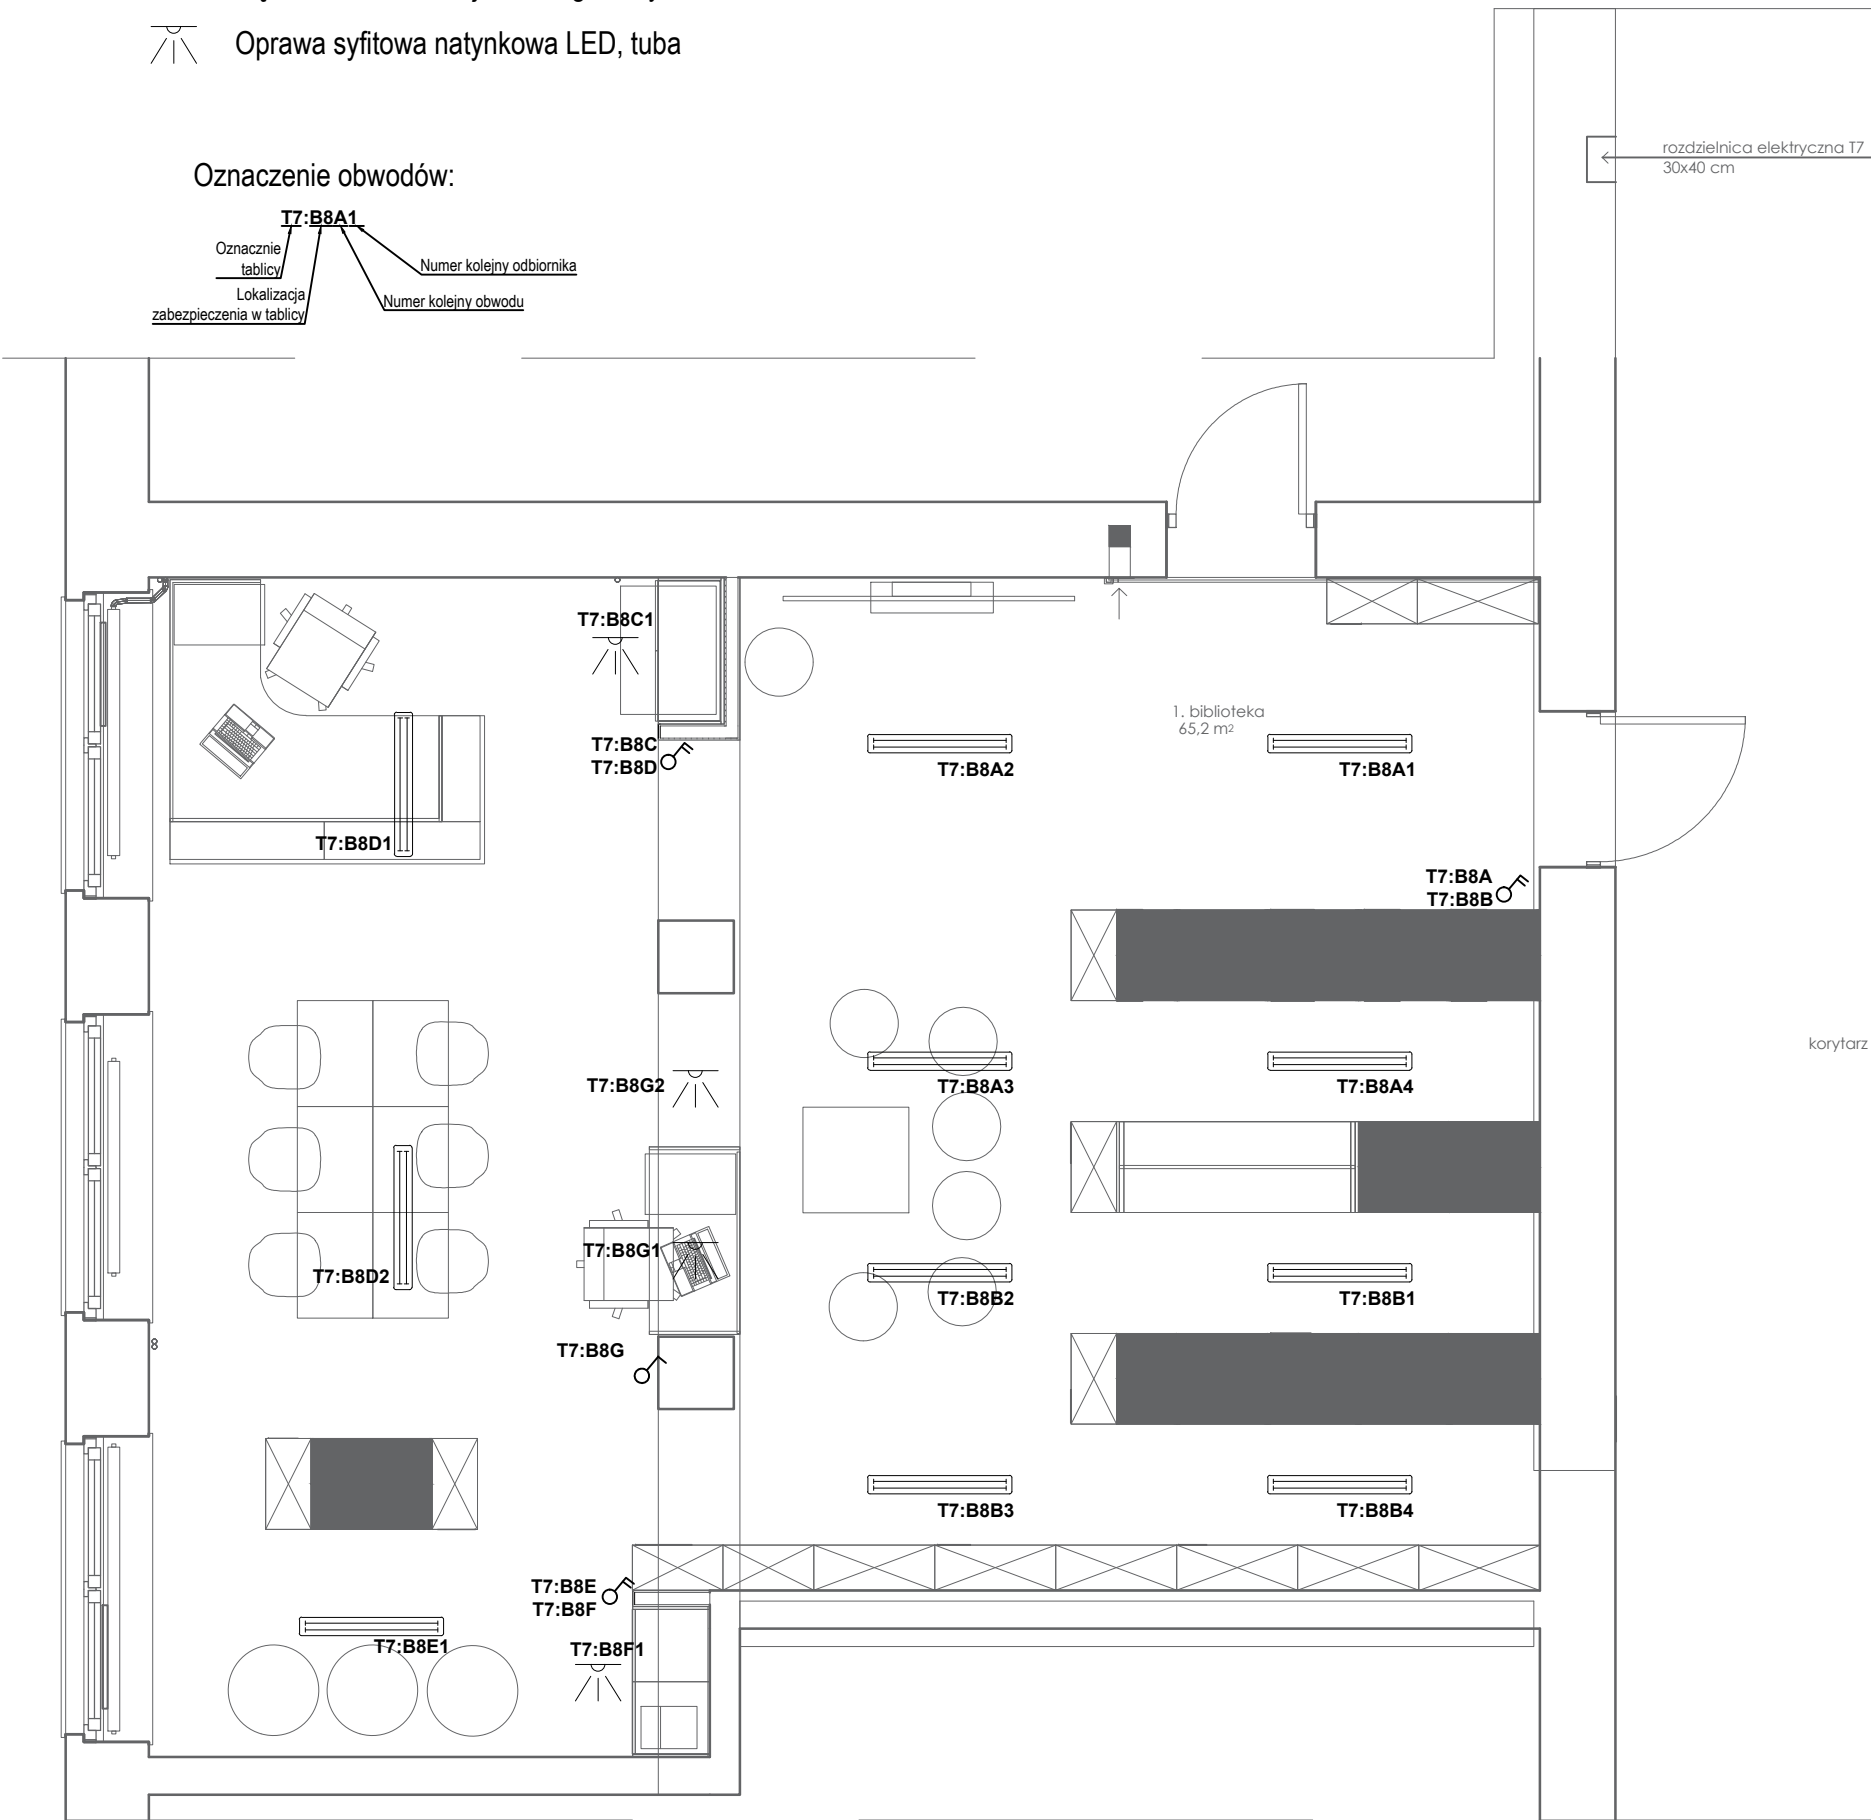 Oprawa syfitowa natynkowa LED, tuba
rozdzielnica elektryczna T7
30x40 cm
Oznaczenie obwodów:
T7:B8A1
Oznacznie
tablicy
Numer kolejny odbiornika
Lokalizacja
zabezpieczenia w tablicy
Numer kolejny obwodu
T7:B8C1
1. biblioteka
65,2 m²
T7:B8C
T7:B8D
T7:B8A2
T7:B8A1
T7:B8D1
T7:B8A
T7:B8B
korytarz
T7:B8G2
T7:B8A3
T7:B8A4
T7:B8G1
T7:B8D2
T7:B8B2
T7:B8B1
T7:B8G
T7:B8B3
T7:B8B4
T7:B8E
T7:B8F
T7:B8E1
T7:B8F1